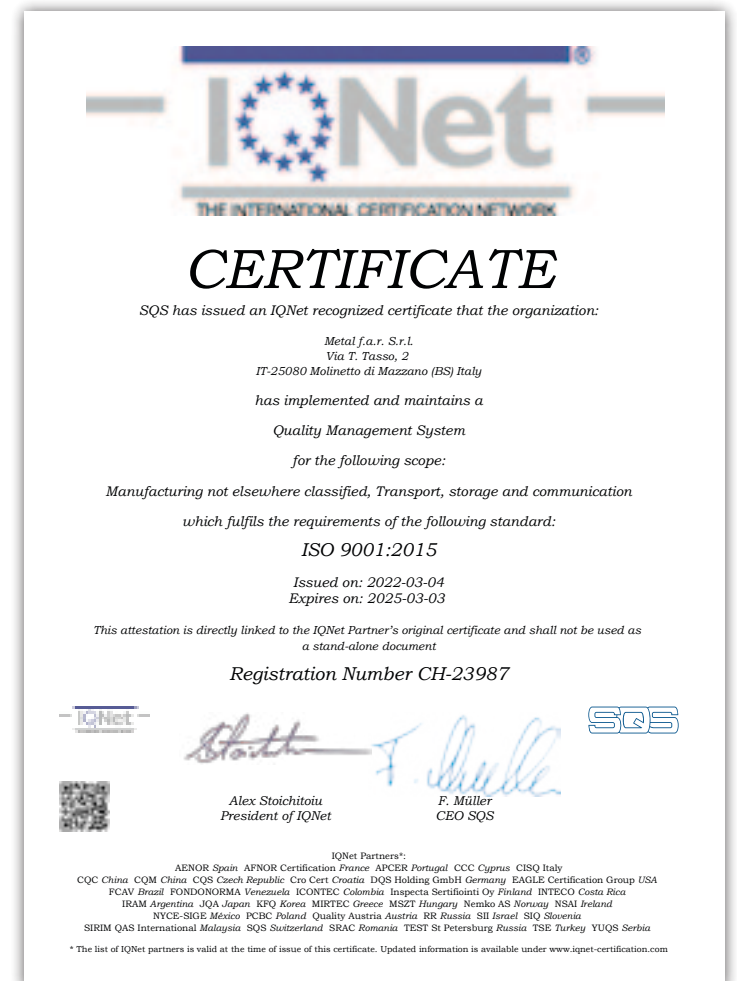 ®
IQNet
THE INTERNATIONAL CERTIFICATION NETWORK
CERTIFICATE
SQS has issued an IQNet recognized certificate that the organization:
Metal f.a.r. S.r.l.
Via T. Tasso, 2
IT-25080 Molinetto di Mazzano (BS) Italy
has implemented and maintains a
Quality Management System
for the following scope:
Manufacturing not elsewhere classified, Transport, storage and communication
which fulfils the requirements of the following standard:
ISO 9001:2015
Issued on: 2022-03-04
Expires on: 2025-03-03
This attestation is directly linked to the IQNet Partner's original certificate and shall not be used as
a stand-alone document
Registration Number CH-23987
IQNet
SQS
Alex Stoichitoiu
President of IQNet
F. Müller
CEO SQS
IQNet Partners*:
AENOR Spain AFNOR Certification France APCER Portugal CCC Cyprus CISQ Italy
CQC China CQM China CQS Czech Republic Cro Cert Croatia DQS Holding GmbH Germany EAGLE Certification Group USA
FCAV Brazil FONDONORMA Venezuela ICONTEC Colombia Inspecta Sertifiointi Oy Finland INTECO Costa Rica
IRAM Argentina JQA Japan KFQ Korea MIRTEC Greece MSZT Hungary Nemko AS Norway NSAI Ireland
NYCE-SIGE México PCBC Poland Quality Austria Austria RR Russia SII Israel SIQ Slovenia
SIRIM QAS International Malaysia SQS Switzerland SRAC Romania TEST St Petersburg Russia TSE Turkey YUQS Serbia
* The list of IQNet partners is valid at the time of issue of this certificate. Updated information is available under www.iqnet-certification.com